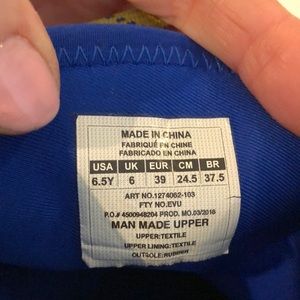 MADE IN CHINA
FABRIQUÉ EN CHINE
FABRICADO EN CHINA
USA UK EUR CM BR
6.5Y 6 39 24.5 37.5
ART NO.1274062-103
FTY NO.EVU
P.O.# 4500948204 PROD. MO.03/2016
MAN MADE UPPER
UPPER:TEXTILE
UPPER LINING:TEXTILE
OUTSOLE:RUBBER